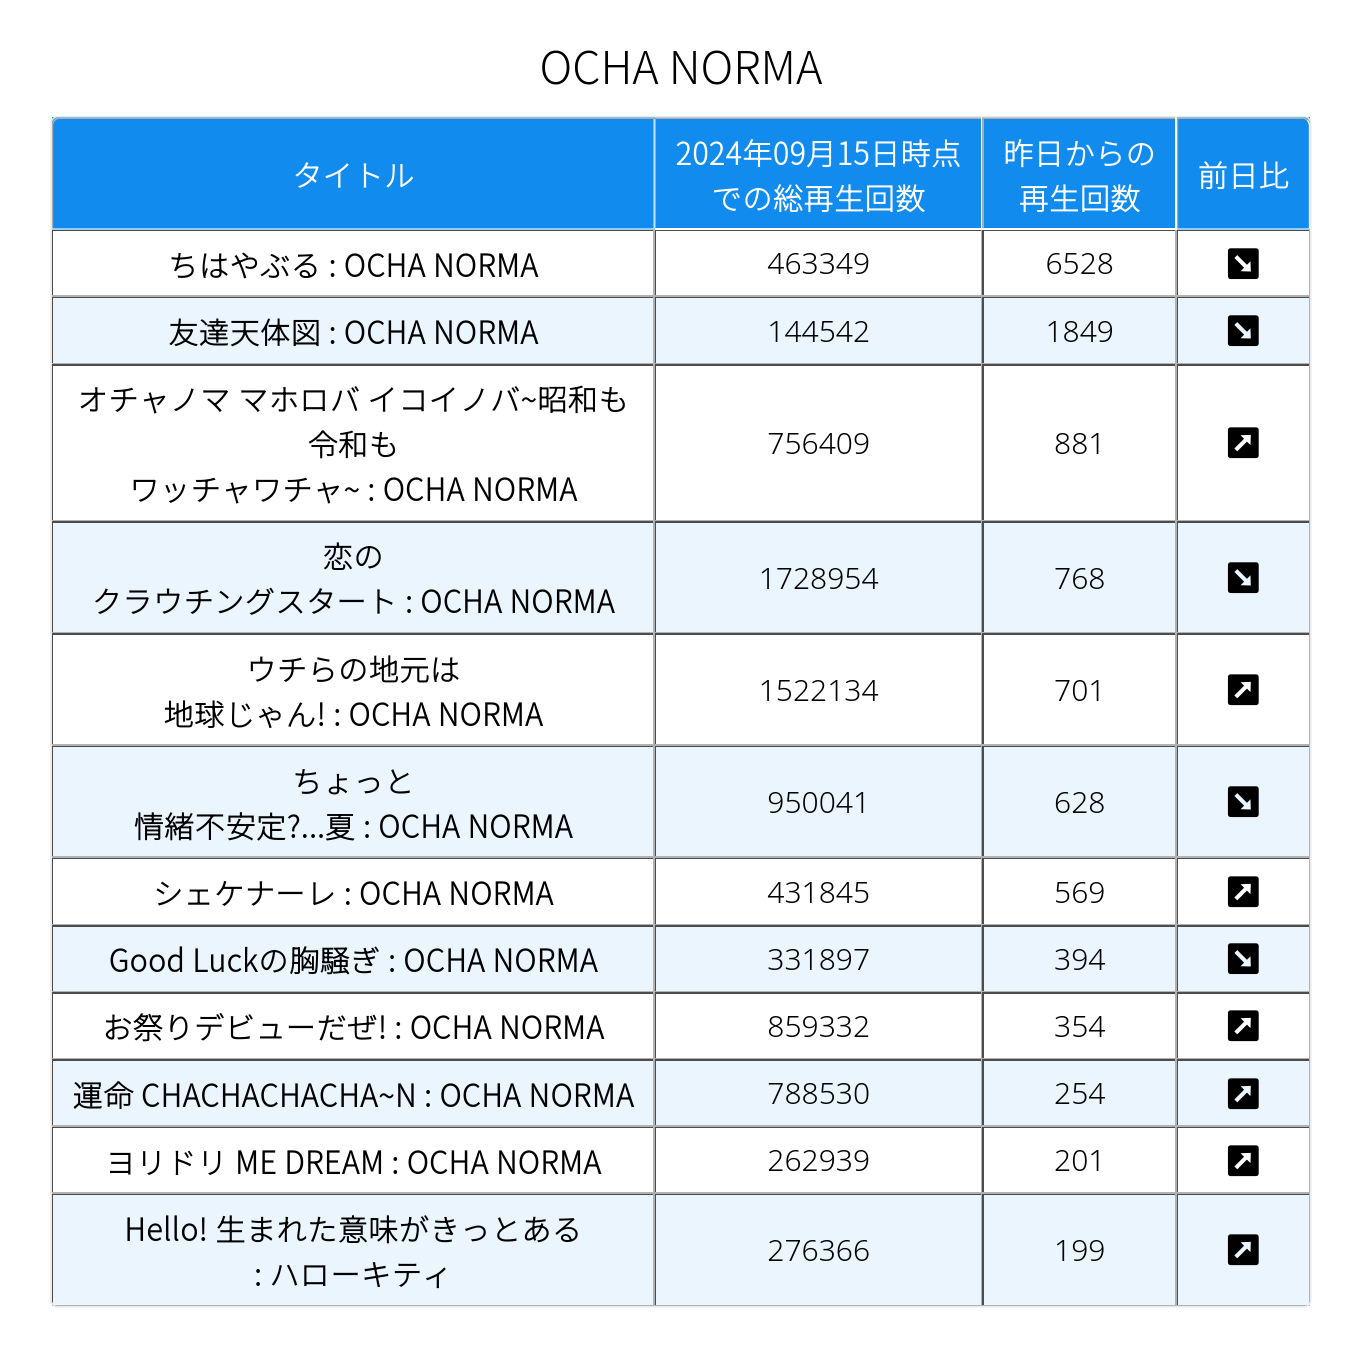 OCHA NORMA
タイトル
2024年09月15日時点
での総再生回数
昨日からの
再生回数
前日比
ちはやぶる : OCHA NORMA
463349
6528
友達天体図 : OCHA NORMA
144542
1849
オチャノマ マホロバ イコイノバ~昭和も
令和も
ワッチャワチャ~ : OCHA NORMA
756409
881
恋の
クラウチングスタート : OCHA NORMA
1728954
768
ウチらの地元は
地球じゃん! : OCHA NORMA
1522134
701
ちょっと
情緒不安定?...夏 : OCHA NORMA
950041
628
シェケナーレ : OCHA NORMA
431845
569
Good Luckの胸騒ぎ : OCHA NORMA
331897
394
お祭りデビューだぜ! : OCHA NORMA
859332
354
運命 CHACHACHACHA~N : OCHA NORMA
788530
254
ヨリドリ ME DREAM : OCHA NORMA
262939
201
Hello! 生まれた意味がきっとある
: ハローキティ
276366
199